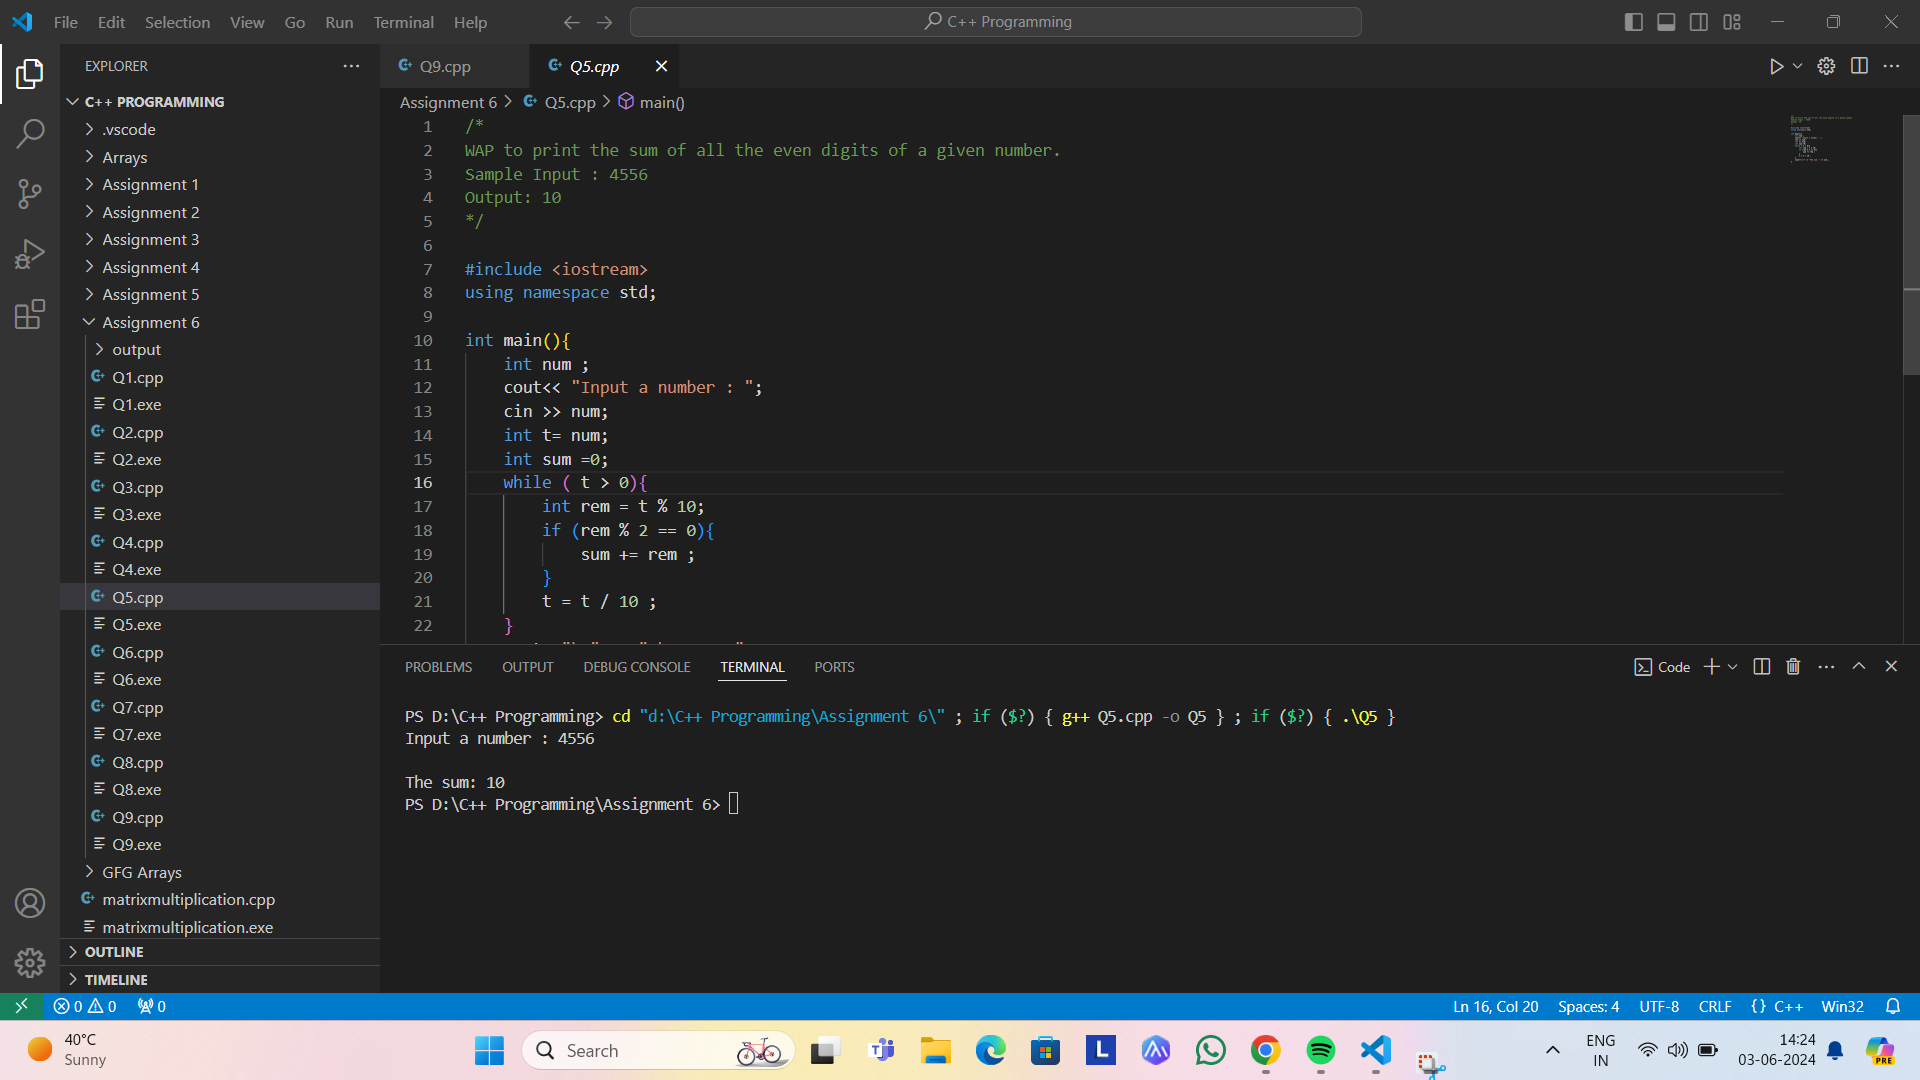 File Edit Selection View Go Run Terminal Help
C++ Programming
EXPLORER
C++ PROGRAMMING
.vscode
Arrays
Assignment 1
Assignment 2
Assignment 3
Assignment 4
Assignment 5
Assignment 6
output
Q1.cpp
Q1.exe
Q2.cpp
Q2.exe
Q3.cpp
Q3.exe
Q4.cpp
Q4.exe
Q5.cpp
Q5.exe
Q6.cpp
Q6.exe
Q7.cpp
Q7.exe
Q8.cpp
Q8.exe
Q9.cpp
Q9.exe
GFG Arrays
matrixmultiplication.cpp
matrixmultiplication.exe
OUTLINE
TIMELINE
Q9.cpp Q5.cpp
Assignment 6 > Q5.cpp > main()
1 /*
2 WAP to print the sum of all the even digits of a given number.
3 Sample Input : 4556
4 Output: 10
5 */
6
7 #include <iostream>
8 using namespace std;
9
10 int main(){
11 int num ;
12 cout<< "Input a number : ";
13 cin >> num;
14 int t= num;
15 int sum =0;
16 while ( t > 0){
17 int rem = t % 10;
18 if (rem % 2 == 0){
19 sum += rem ;
20 }
21 t = t / 10 ;
22 }
PROBLEMS OUTPUT DEBUG CONSOLE TERMINAL PORTS
Code
PS D:\C++ Programming> cd "d:\C++ Programming\Assignment 6\" ; if ($?) { g++ Q5.cpp -o Q5 } ; if ($?) { .\Q5 }
Input a number : 4556
The sum: 10
PS D:\C++ Programming\Assignment 6>
0 0 0
Ln 16, Col 20 Spaces: 4 UTF-8 CRLF {} C++ Win32
40°C
Sunny
Search
L
ENG
IN
14:24
03-06-2024
PRE